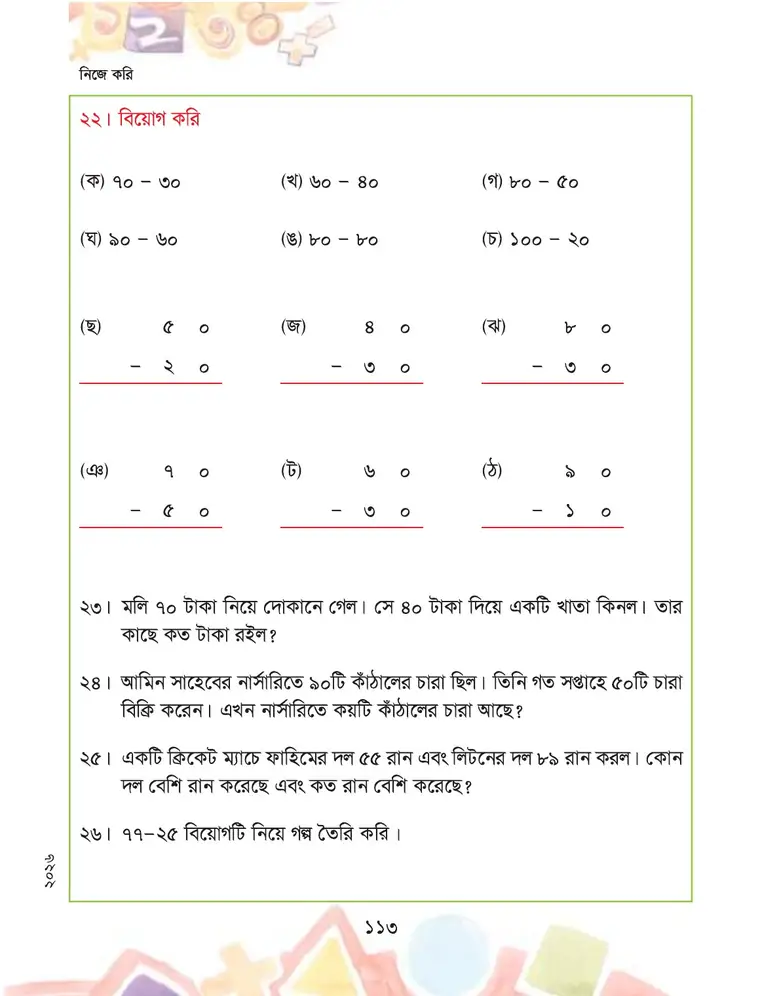 নিজে করি
২২। বিয়োগ করি
(ক) ৭০ – ৩০ (খ) ৬০ – ৪০ (গ) ৮০ – ৫০
(ঘ) ৯০ – ৬০ (ঙ) ৮০ – ৮০ (চ) ১০০ – ২০
(ছ) ৫ ০ (জ) ৪ ০ (ঝ) ৮ ০
– ২ ০ – ৩ ০ – ৩ ০
(ঞ) ৭ ০ (ট) ৬ ০ (ঠ) ৯ ০
– ৫ ০ – ৩ ০ – ১ ০
২৩। মলি ৭০ টাকা নিয়ে দোকানে গেল। সে ৪০ টাকা দিয়ে একটি খাতা কিনল। তার
কাছে কত টাকা রইল?
২৪। আমিন সাহেবের নার্সারিতে ৯০টি কাঁঠালের চারা ছিল। তিনি গত সপ্তাহে ৫০টি চারা
বিক্রি করেন। এখন নার্সারিতে কয়টি কাঁঠালের চারা আছে?
২৫। একটি ক্রিকেট ম্যাচে ফাহিমের দল ৫৫ রান এবং লিটনের দল ৮৯ রান করল। কোন
দল বেশি রান করেছে এবং কত রান বেশি করেছে?
২৬। ৭৭–২৫ বিয়োগটি নিয়ে গল্প তৈরি করি।
২০২৬
১১৩